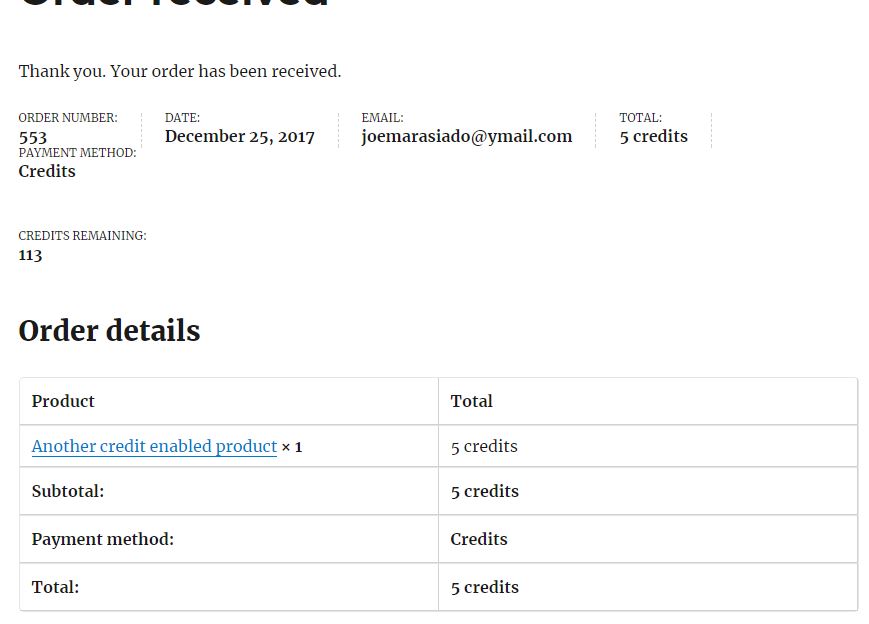 Order received
Thank you. Your order has been received.
ORDER NUMBER:
553
DATE:
December 25, 2017
EMAIL:
joemarasiado@ymail.com
TOTAL:
5 credits
PAYMENT METHOD:
Credits
CREDITS REMAINING:
113
Order details
Product
Total
Another credit enabled product × 1
5 credits
Subtotal:
5 credits
Payment method:
Credits
Total:
5 credits